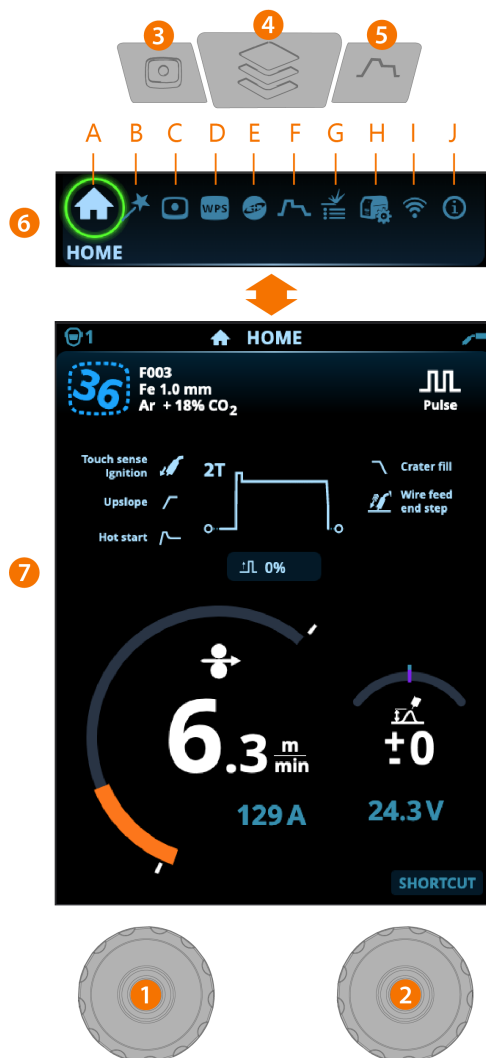 3
4
5
A B C D E F G H I J
6
WPS
HOME
1
HOME
36
F003
Fe 1.0 mm
Ar + 18% CO2
Pulse
Touch sense
Ignition
2T
Crater fill
Upslope
Wire feed
end step
Hot start
0%
7
6.3 m
min
±0
129 A
24.3 V
SHORTCUT
1
2